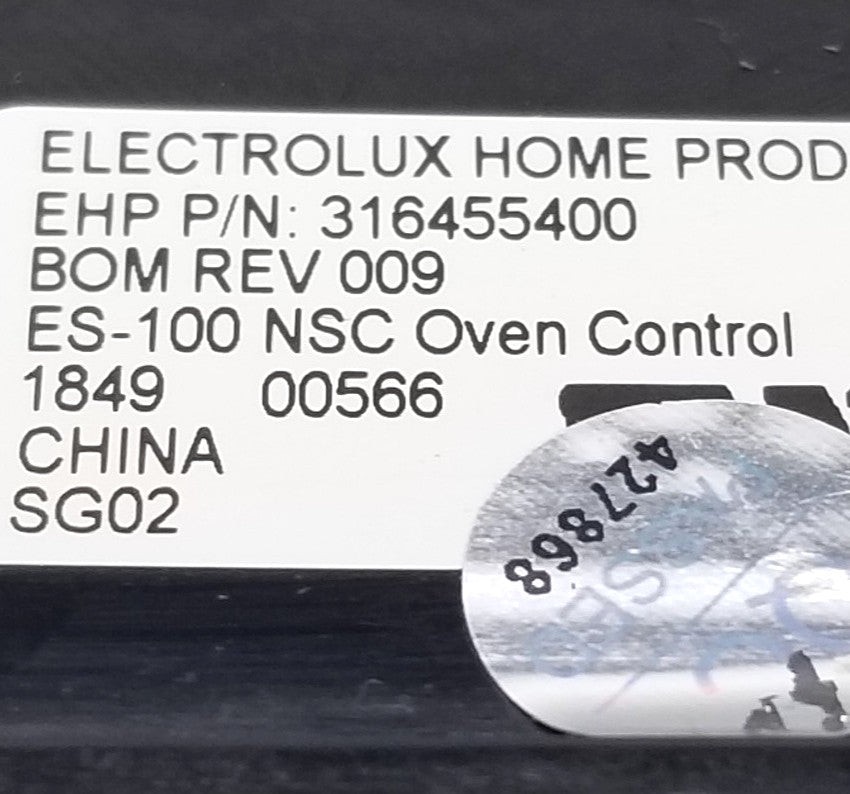 ELECTROLUX HOME PROD
EHP P/N: 316455400
BOM REV 009
ES-100 NSC Oven Control
1849 00566
CHINA
SG02
427868